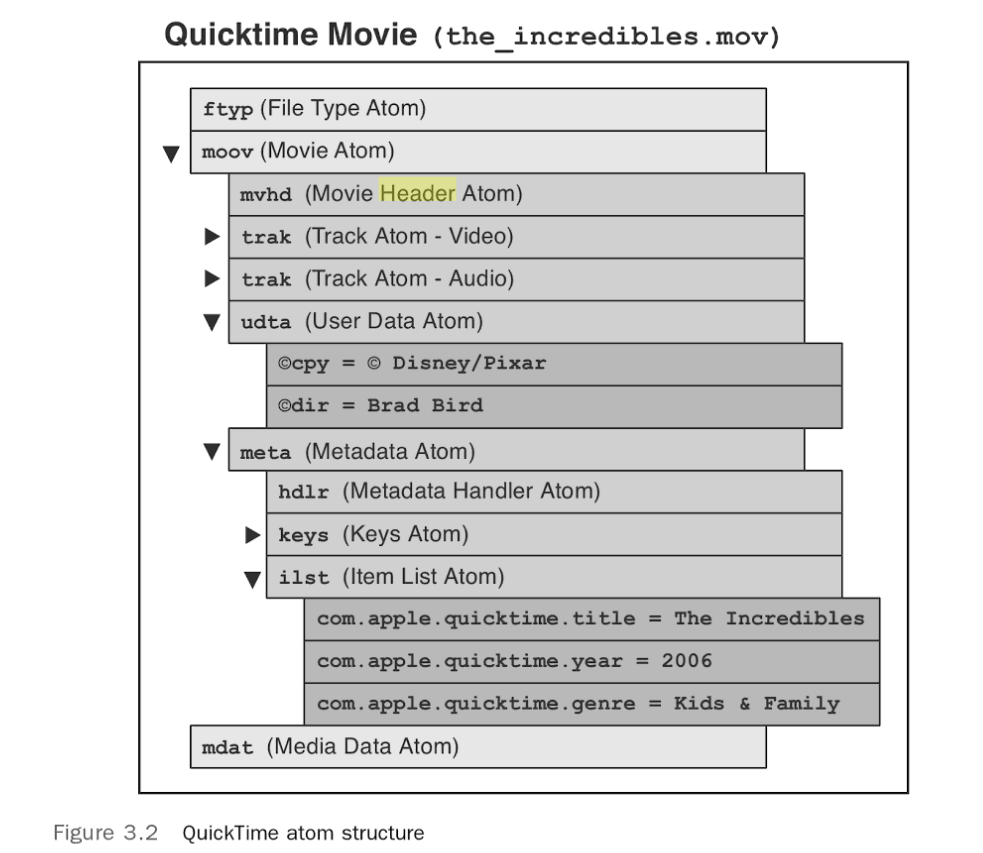 Quicktime Movie (the_incredibles.mov)
ftyp (File Type Atom)
moov (Movie Atom)
mvhd (Movie Header Atom)
trak (Track Atom - Video)
trak (Track Atom - Audio)
udta (User Data Atom)
©cpy = © Disney/Pixar
©dir = Brad Bird
meta (Metadata Atom)
hdlr (Metadata Handler Atom)
keys (Keys Atom)
ilst (Item List Atom)
com.apple.quicktime.title = The Incredibles
com.apple.quicktime.year = 2006
com.apple.quicktime.genre = Kids & Family
mdat (Media Data Atom)
Figure 3.2 QuickTime atom structure